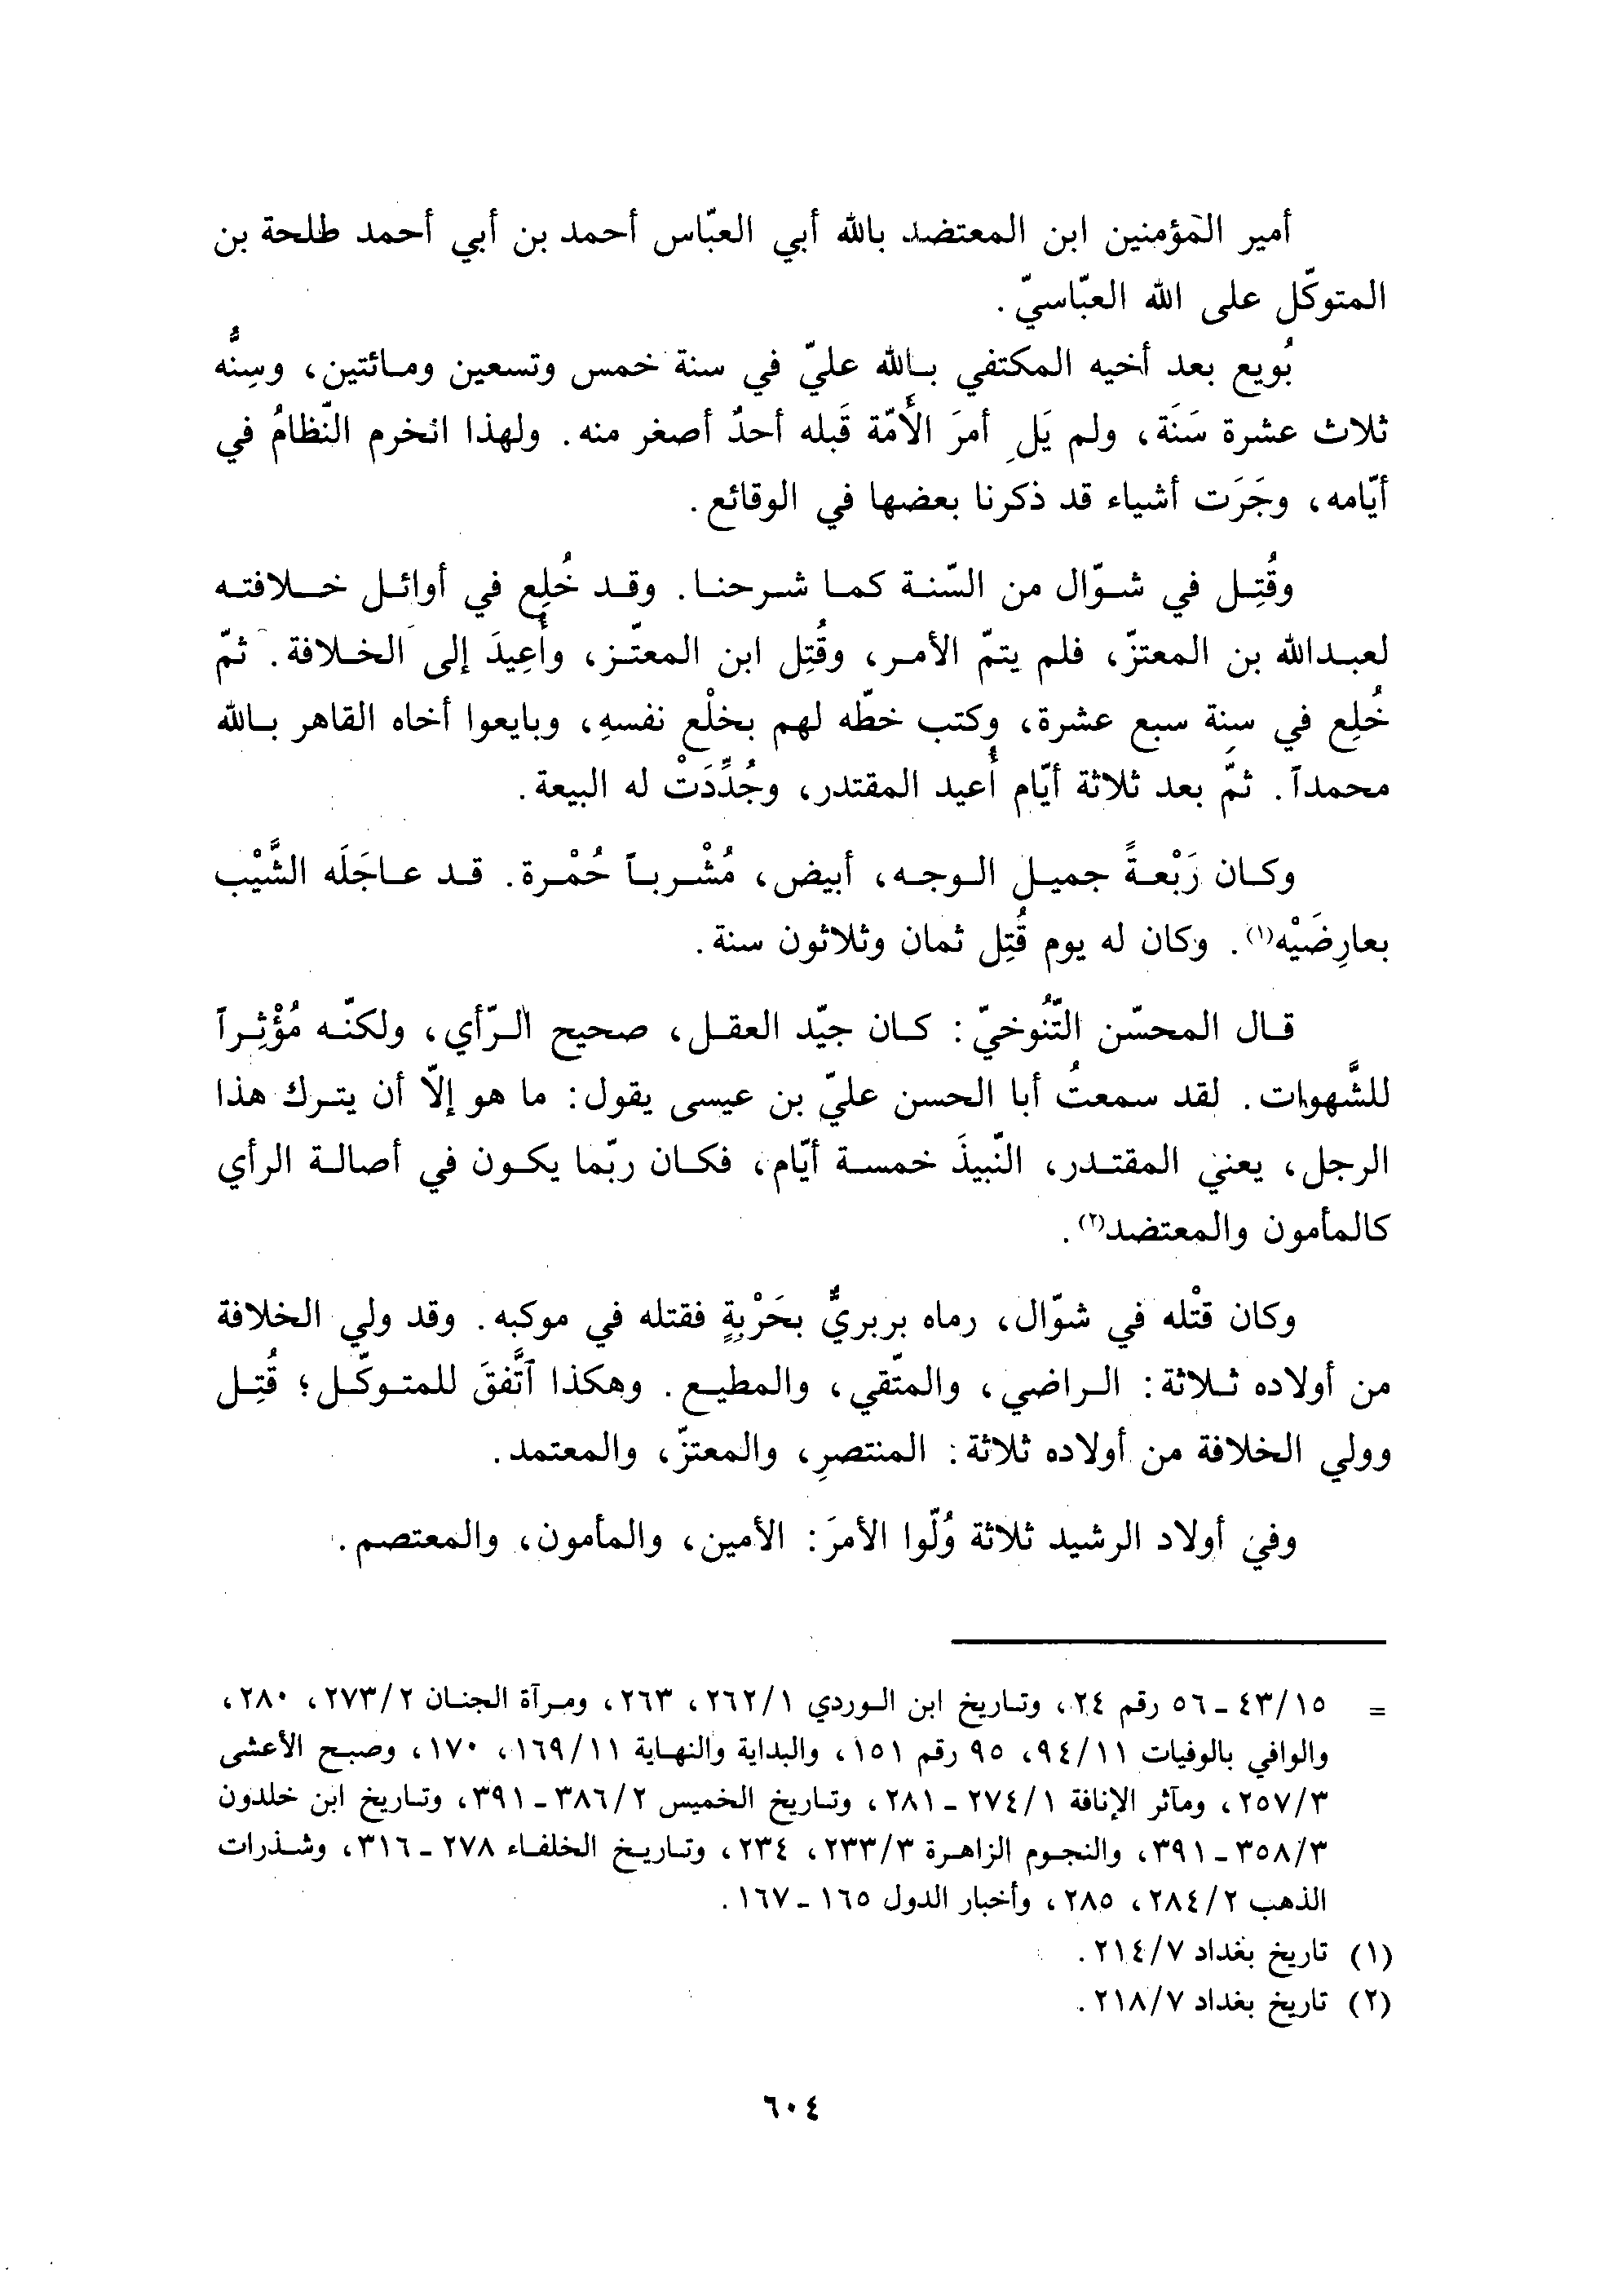 أمير المؤمنين ابن المعتضد بالله أبي العبّاس أحمد بن أبي أحمد طلحة بن
المتوكّل على الله العبّاسيّ.
بُويع بعد أخيه المكتفي بالله عليّ في سنة خمس وتسعين ومائتين، وسِنُّه
ثلاث عشرة سَنَة، ولم يَلِ أمرَ الأُمّة قَبله أحدٌ أصغر منه. ولهذا انخرم النّظامُ في
أيّامه، وجَرَت أشياء قد ذكرنا بعضها في الوقائع.
وقُتِل في شوّال من السّنة كما شرحنا. وقد خُلِع في أوائل خلافته
لعبدالله بن المعتزّ، فلم يتمّ الأمر، وقُتِل ابن المعتّز، وأُعِيدَ إلى الخلافة. ثمّ
خُلِع في سنة سبع عشرة، وكتب خطّه لهم بخلْع نفسهِ، وبايعوا أخاه القاهر بالله
محمداً. ثمّ بعد ثلاثة أيّام أُعيد المقتدر، وجُدِّدَتْ له البيعة.
وكان رَبْعةً جميل الوجه، أبيض، مُشْرباً حُمْرة. قد عاجَلَه الشَّيْب
بعارِضَيْه(١). وكان له يوم قُتِل ثمان وثلاثون سنة.
قال المحسّن التّنُوخيّ: كان جيّد العقل، صحيح الرّأي، ولكنّه مُؤْثِراً
للشَّهوات. لقد سمعتُ أبا الحسن عليّ بن عيسى يقول: ما هو إلّا أن يترك هذا
الرجل، يعني المقتدر، النّبيذَ خمسة أيّام، فكان ربّما يكون في أصالة الرأي
كالمأمون والمعتضد(٢).
وكان قتْله في شوّال، رماه بربريٌّ بحَرْبةٍ فقتله في موكبه. وقد ولي الخلافة
من أولاده ثلاثة: الراضي، والمتّقي، والمطيع. وهكذا ٱتَّفقَ للمتوكّل؛ قُتِل
وولي الخلافة من أولاده ثلاثة: المنتصرِ، والمعتزّ، والمعتمد.
وفي أولاد الرشيد ثلاثة وُلّوا الأمرَ: الأمين، والمأمون، والمعتصم.
= ٤٣/١٥ ـ ٥٦ رقم ٢٤، وتاريخ ابن الوردي ٢٦٢/١، ٢٦٣، ومرآة الجنان ٢٧٣/٢، ٢٨٠،
والوافي بالوفيات ٩٤/١١، ٩٥ رقم ١٥١، والبداية والنهاية ١٦٩/١١، ١٧٠، وصبح الأعشى
٢٥٧/٣، ومآثر الإنافة ٢٧٤/١ ـ ٢٨١، وتاريخ الخميس ٣٨٦/٢ ـ ٣٩١، وتاريخ ابن خلدون
٣٥٨/٣ ـ ٣٩١، والنجوم الزاهرة ٢٣٣/٣، ٢٣٤، وتاريخ الخلفاء ٢٧٨ ـ ٣١٦، وشذرات
الذهب ٢٨٤/٢، ٢٨٥، وأخبار الدول ١٦٥ ـ ١٦٧.
(١) تاريخ بغداد ٢١٤/٧.
(٢) تاريخ بغداد ٢١٨/٧.
٦٠٤